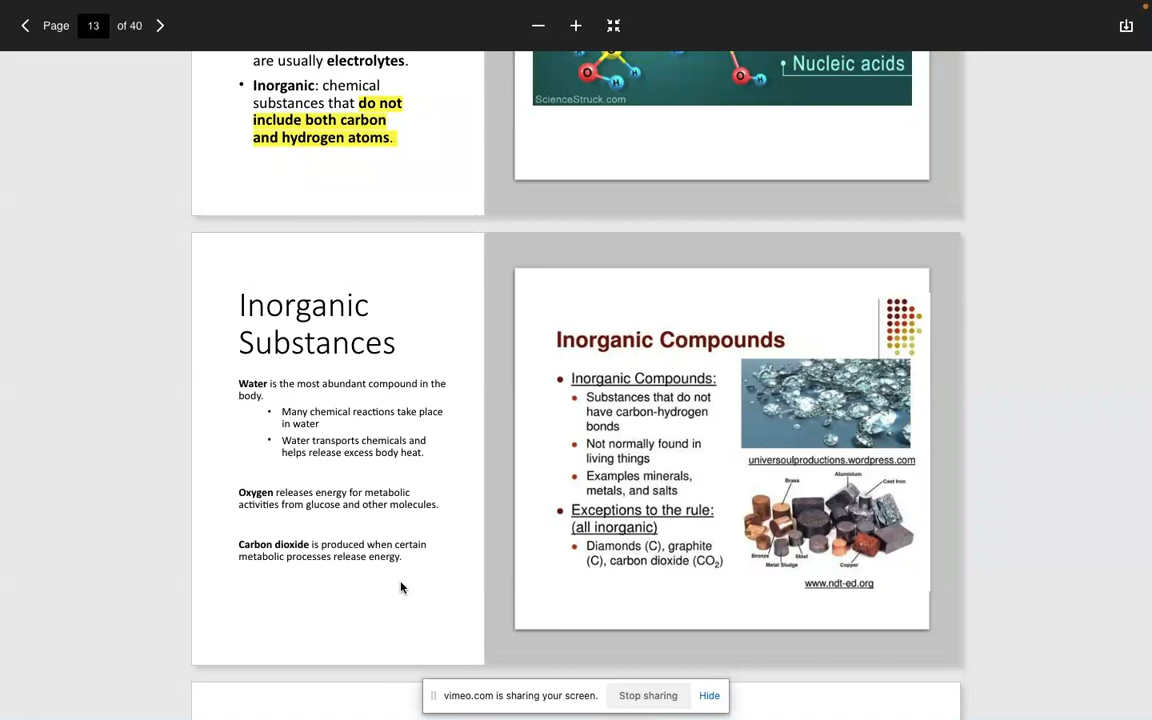 Page 13 of 40
are usually electrolytes.
• Inorganic: chemical
substances that do not
include both carbon
and hydrogen atoms.
Nucleic acids
O
H
H
O
H
ScienceStruck.com
Inorganic
Substances
Water is the most abundant compound in the
body.
• Many chemical reactions take place
in water
• Water transports chemicals and
helps release excess body heat.
Oxygen releases energy for metabolic
activities from glucose and other molecules.
Carbon dioxide is produced when certain
metabolic processes release energy.
Inorganic Compounds
• Inorganic Compounds:
• Substances that do not
have carbon-hydrogen
bonds
• Not normally found in
living things
• Examples minerals,
metals, and salts
• Exceptions to the rule:
(all inorganic)
• Diamonds (C), graphite
(C), carbon dioxide (CO₂)
universoulproductions.wordpress.com
Aluminium
Brass
Cast Iron
Bronze
Steel
Metal Sludge
Copper
www.ndt-ed.org
vimeo.com is sharing your screen.
Stop sharing
Hide